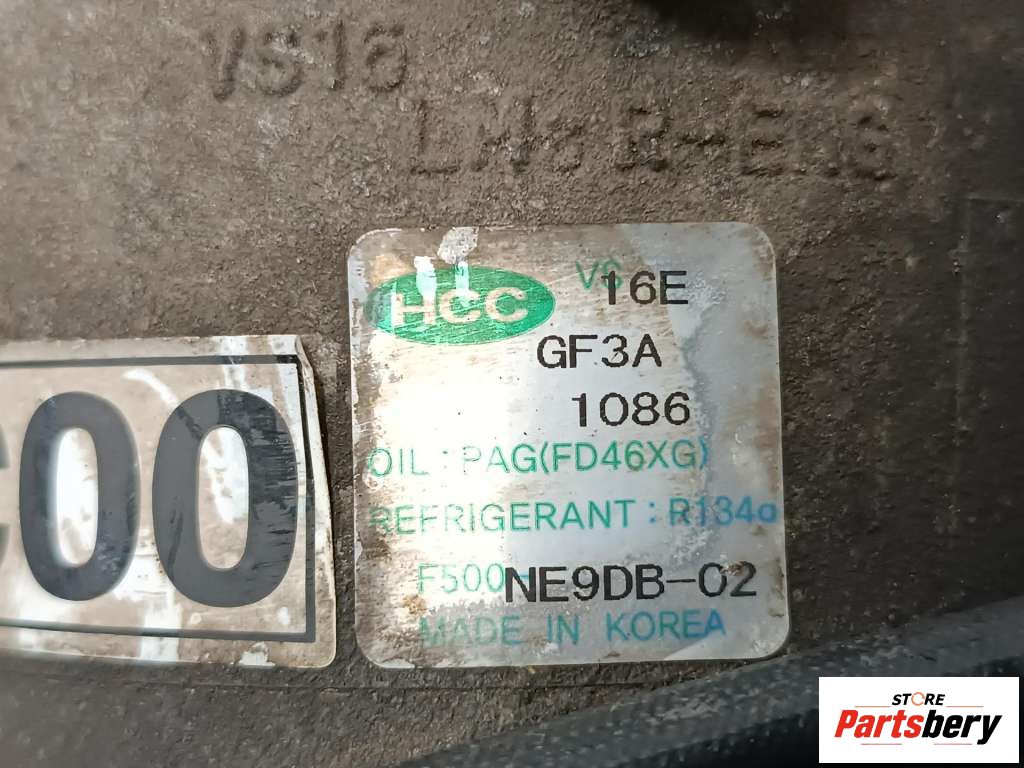 VS16
HCC VS 16E
GF3A
1086
OIL : PAG(FD46XG)
REFRIGERANT : R134a
F500-NE9DB-02
MADE IN KOREA
00
STORE
Partsbery